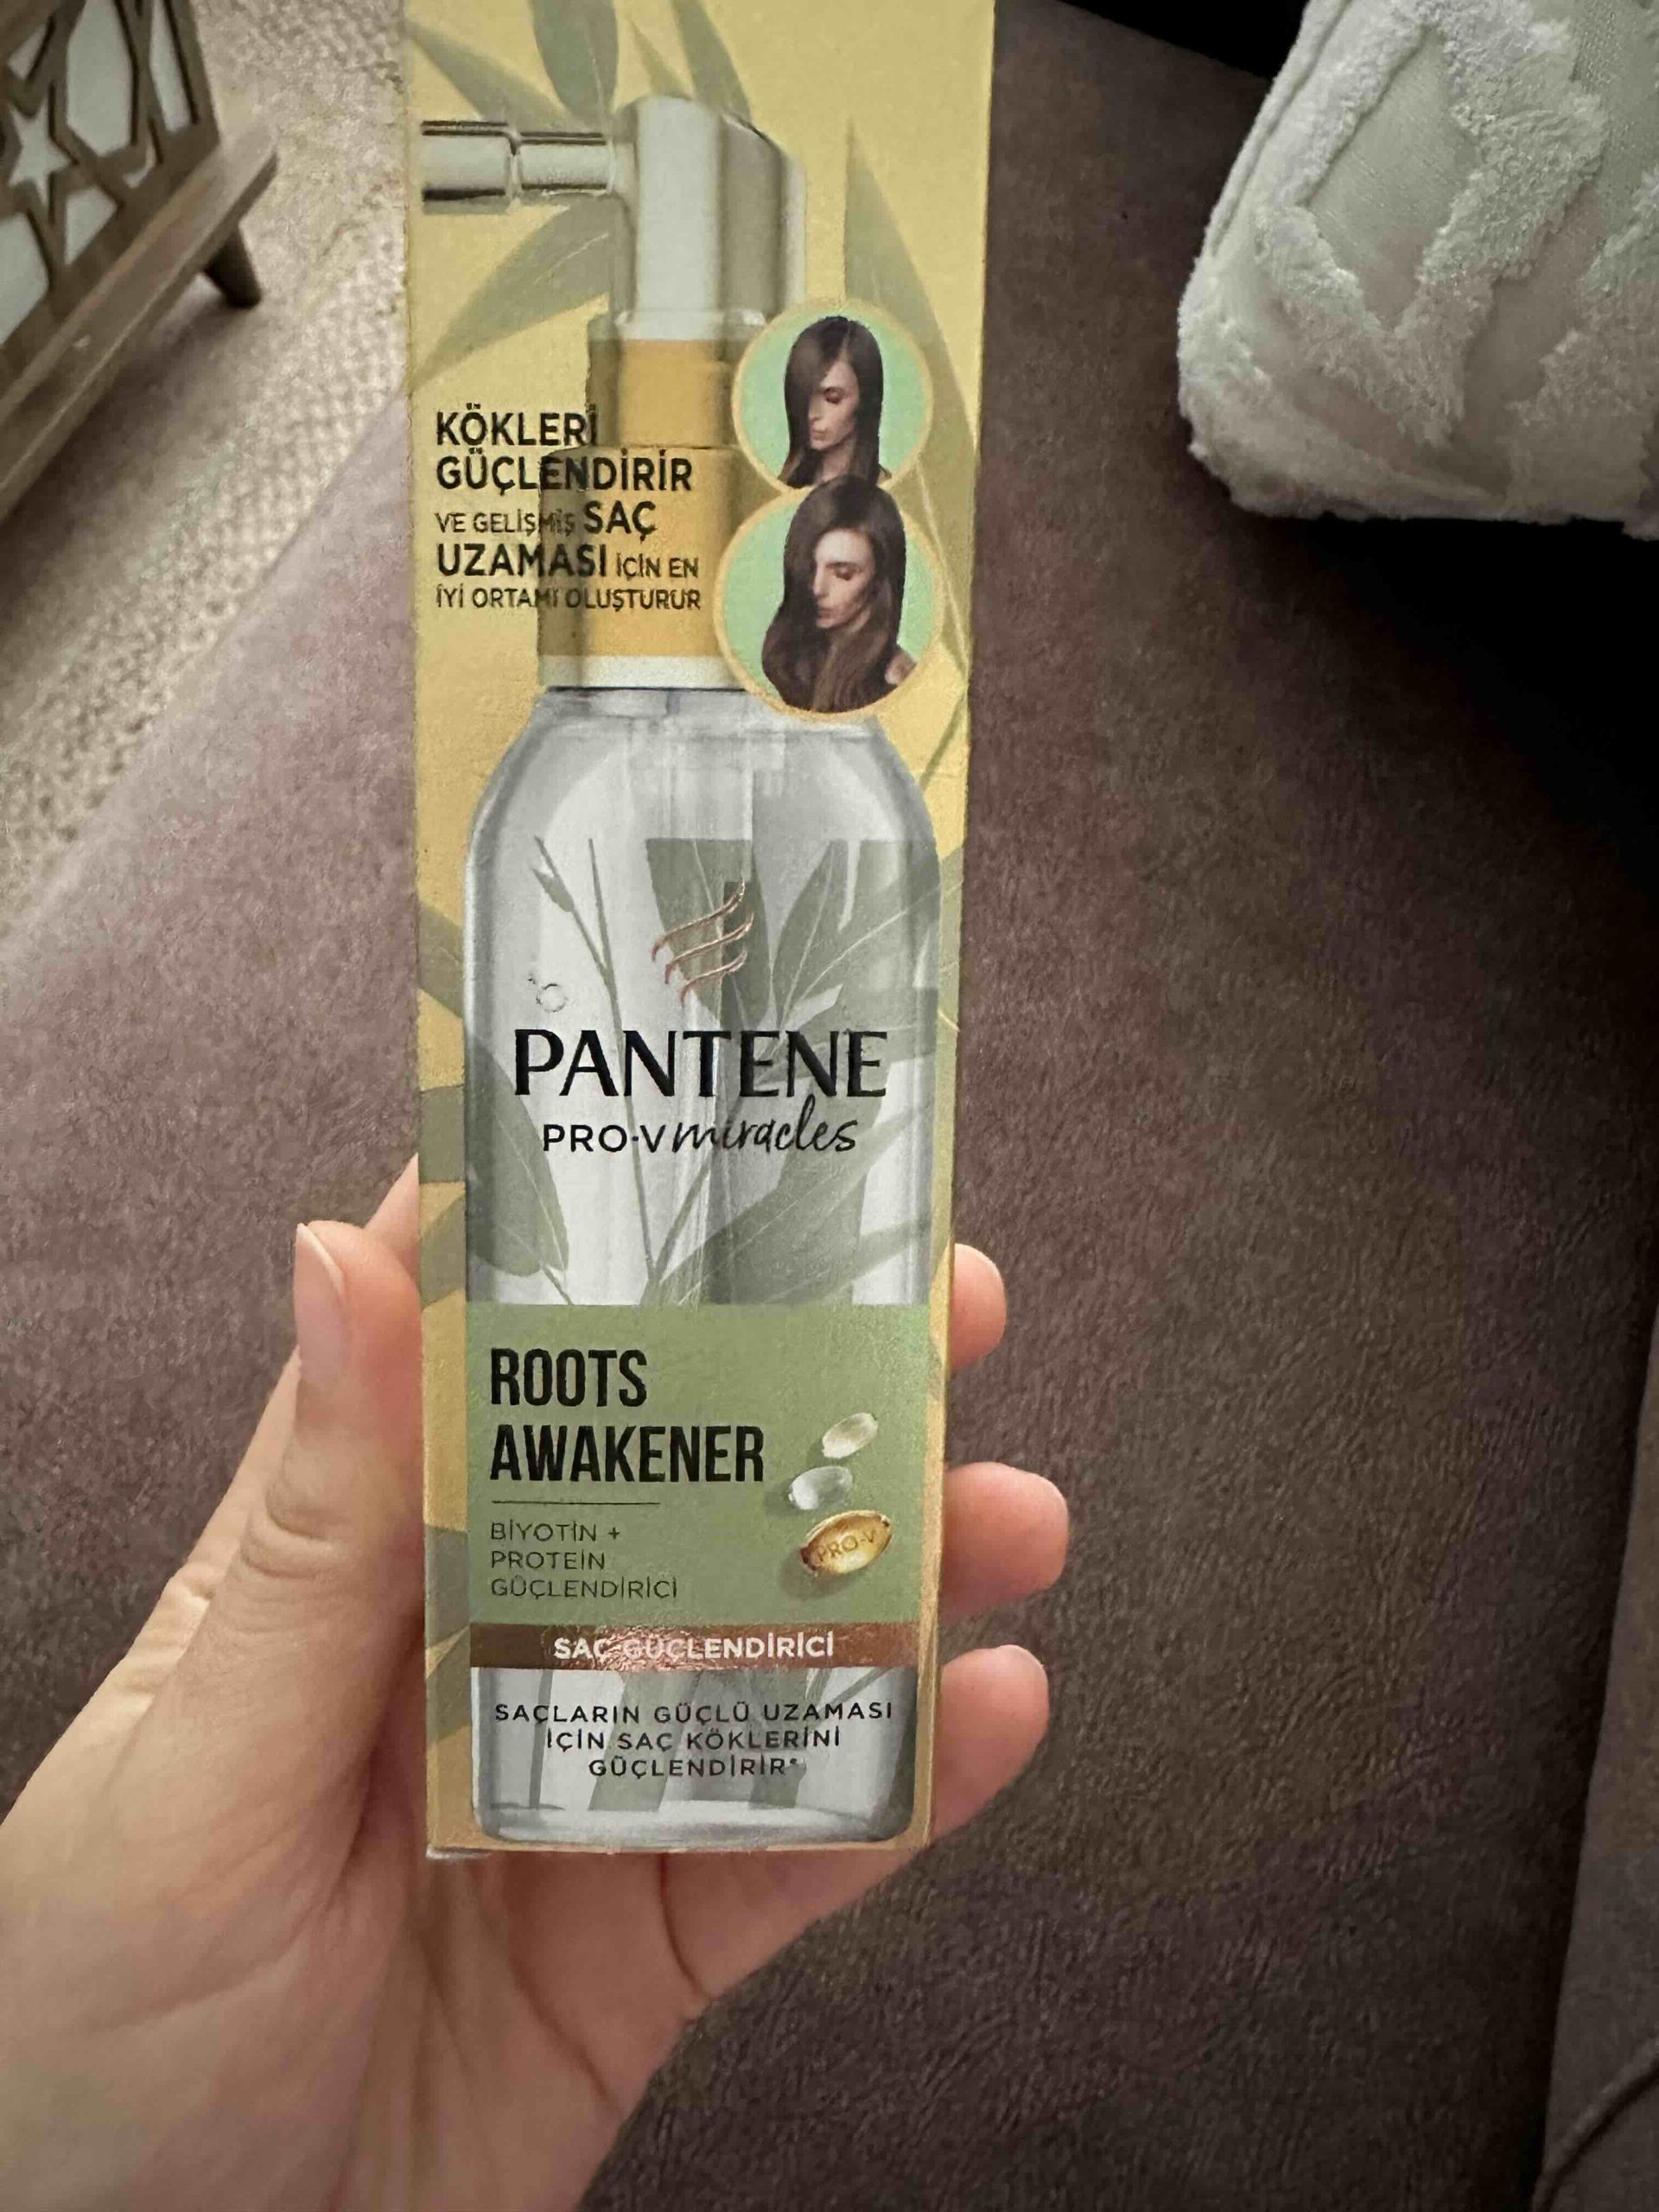 KÖKLERİ
GÜÇLENDİRİR
VE GELİŞMİŞ SAÇ
UZAMASI İÇİN EN
İYİ ORTAMI OLUŞTURUR
PANTENE
PRO-V miracles
ROOTS
AWAKENER
BİYOTİN +
PROTEİN
GÜÇLENDİRİCİ
PRO-V
SAÇ GÜÇLENDİRİCİ
SAÇLARIN GÜÇLÜ UZAMASI
İÇİN SAÇ KÖKLERİNİ
GÜÇLENDİRİR*